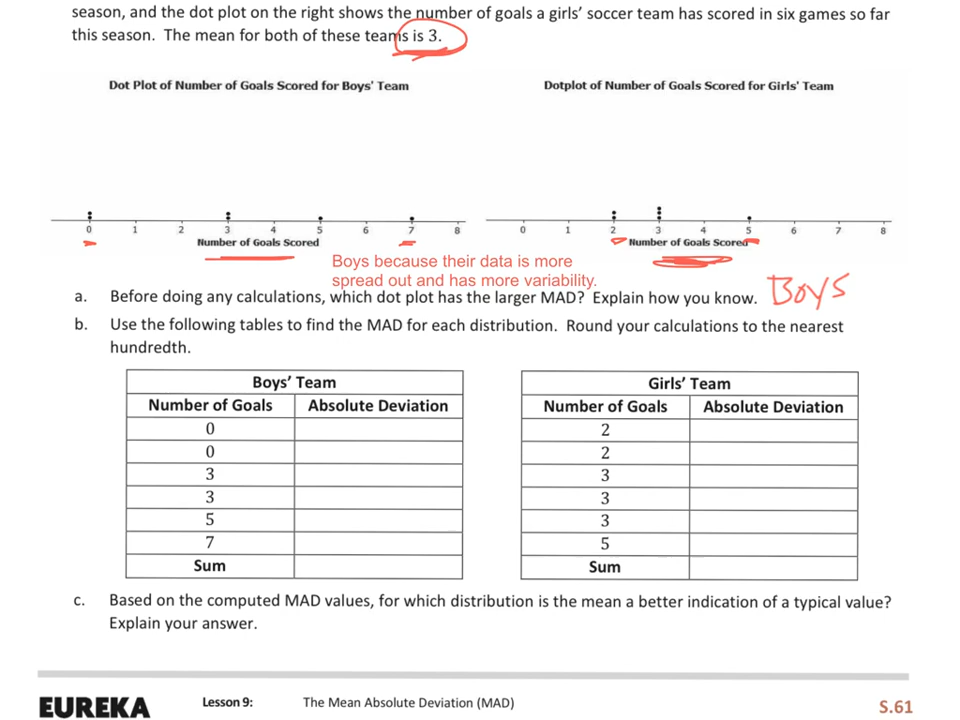 season, and the dot plot on the right shows the number of goals a girls' soccer team has scored in six games so far
this season. The mean for both of these teams is 3.
Dot Plot of Number of Goals Scored for Boys' Team
Dotplot of Number of Goals Scored for Girls' Team
0 1 2 3 4 5 6 7 8
0 1 2 3 4 5 6 7 8
Number of Goals Scored
Number of Goals Scored
Boys because their data is more
spread out and has more variability.
a. Before doing any calculations, which dot plot has the larger MAD? Explain how you know.
BOYS
b. Use the following tables to find the MAD for each distribution. Round your calculations to the nearest
hundredth.
Boys' Team
Number of Goals Absolute Deviation
0
0
3
3
5
7
Sum
Girls' Team
Number of Goals Absolute Deviation
2
2
3
3
3
5
Sum
c. Based on the computed MAD values, for which distribution is the mean a better indication of a typical value?
Explain your answer.
EUREKA Lesson 9: The Mean Absolute Deviation (MAD) S.61